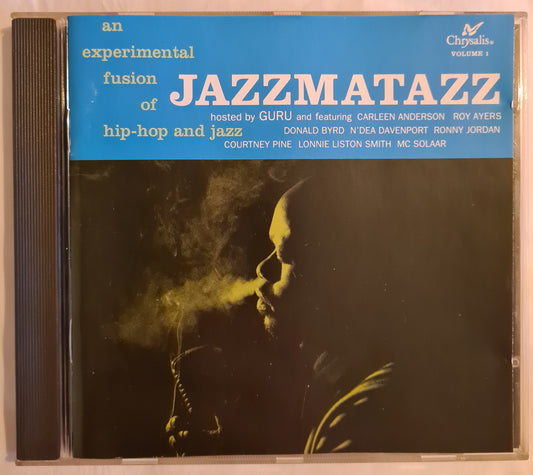 an
experimental
fusion
of
hip-hop and jazz
Chrysalis®
VOLUME 1
JAZZMATAZZ
hosted by GURU and featuring CARLEEN ANDERSON ROY AYERS
DONALD BYRD N'DEA DAVENPORT RONNY JORDAN
COURTNEY PINE LONNIE LISTON SMITH MC SOLAAR